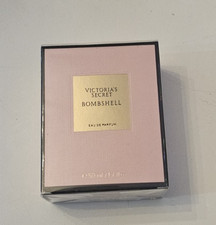 VICTORIA'S
SECRET
BOMBSHELL
EAU DE PARFUM